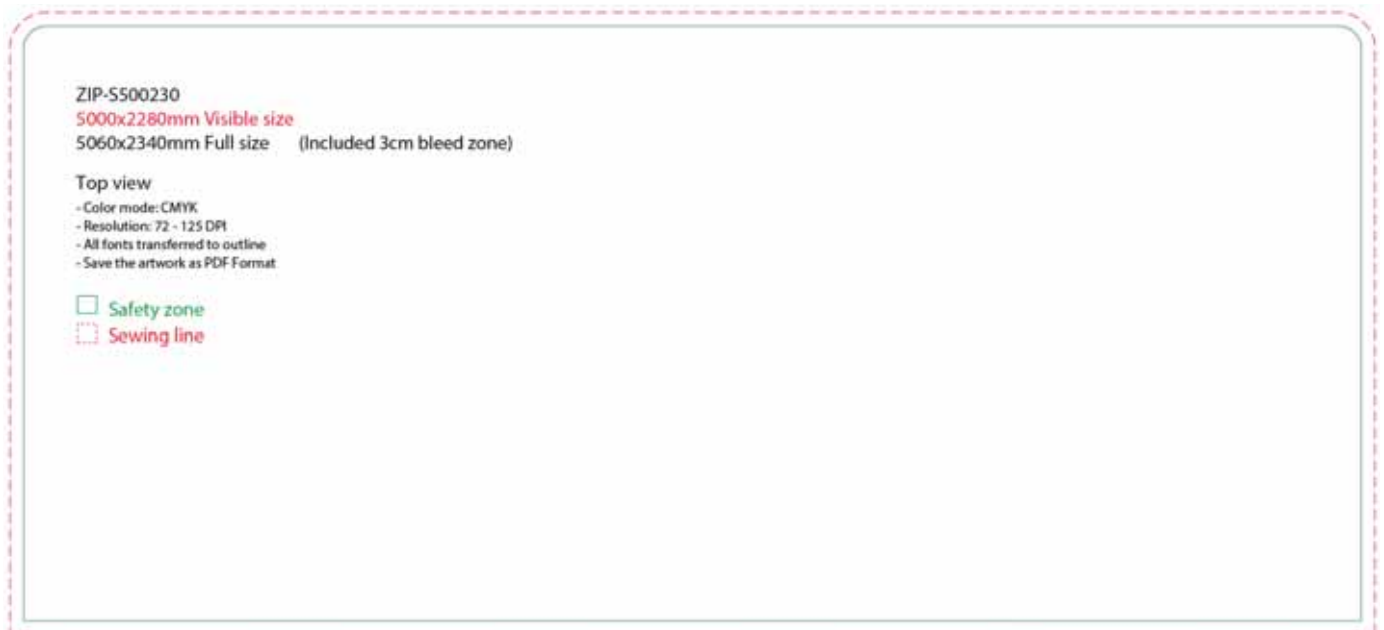 ZIP-S500230
5000x2280mm Visible size
5060x2340mm Full size (Included 3cm bleed zone)
Top view
- Color mode: CMYK
- Resolution: 72 - 125 DPI
- All fonts transferred to outline
- Save the artwork as PDF Format
Safety zone
Sewing line